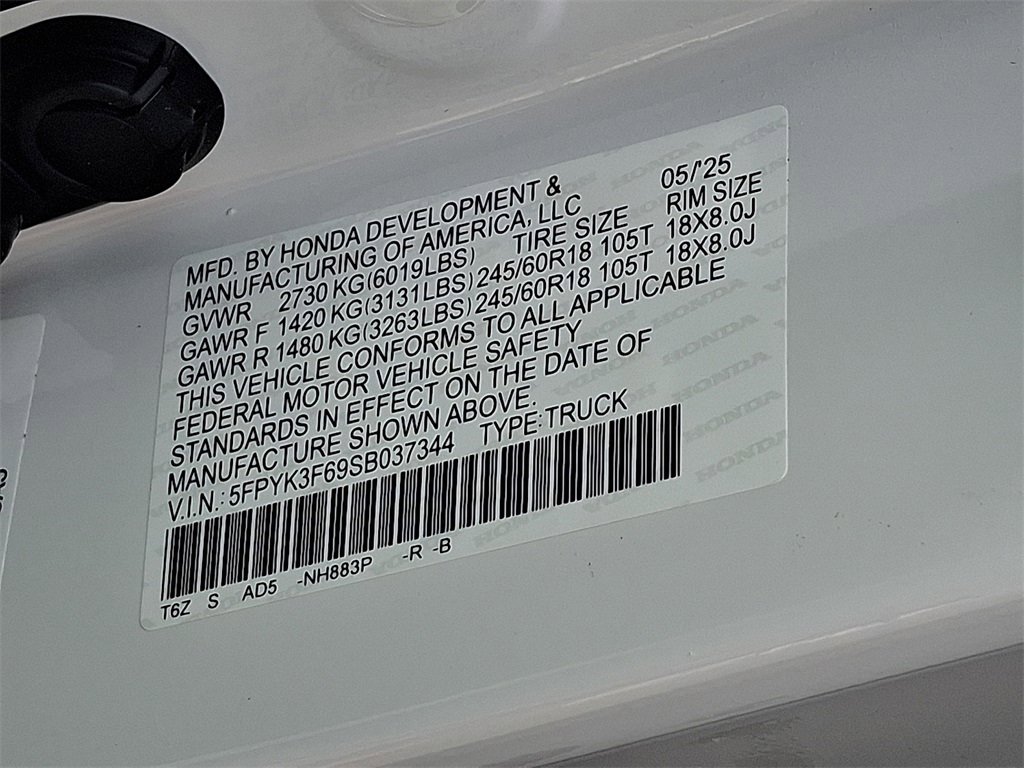 MFD. BY HONDA DEVELOPMENT & 05/'25
MANUFACTURING OF AMERICA, LLC
GVWR 2730 KG(6019LBS) TIRE SIZE RIM SIZE
GAWR F 1420 KG(3131LBS) 245/60R18 105T 18X8.0J
GAWR R 1480 KG(3263LBS) 245/60R18 105T 18X8.0J
THIS VEHICLE CONFORMS TO ALL APPLICABLE
FEDERAL MOTOR VEHICLE SAFETY
STANDARDS IN EFFECT ON THE DATE OF
MANUFACTURE SHOWN ABOVE.
V.I.N.: 5FPYK3F69SB037344 TYPE:TRUCK
T6Z S AD5 -NH883P -R -B